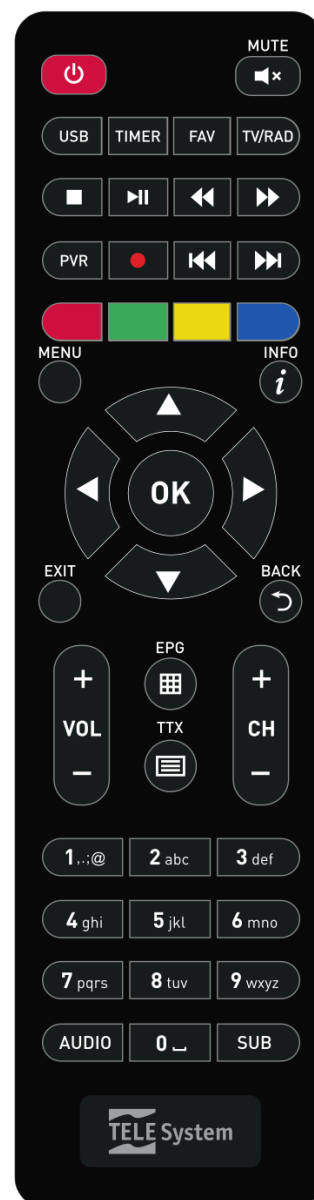 MUTE
USB TIMER FAV TV/RAD
PVR
MENU INFO
i
OK
EXIT BACK
EPG
+ +
VOL TTX CH
- -
1.,:;@ 2 abc 3 def
4 ghi 5 jkl 6 mno
7 pqrs 8 tuv 9 wxyz
AUDIO 0 ⎵ SUB
TELE System